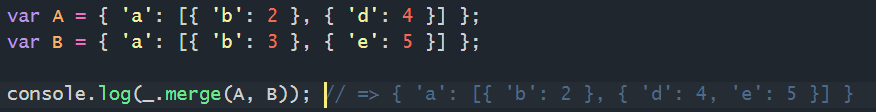 var A = { 'a': [{ 'b': 2 }, { 'd': 4 }] };
var B = { 'a': [{ 'b': 3 }, { 'e': 5 }] };
console.log(_.merge(A, B)); // => { 'a': [{ 'b': 2 }, { 'd': 4, 'e': 5 }] }